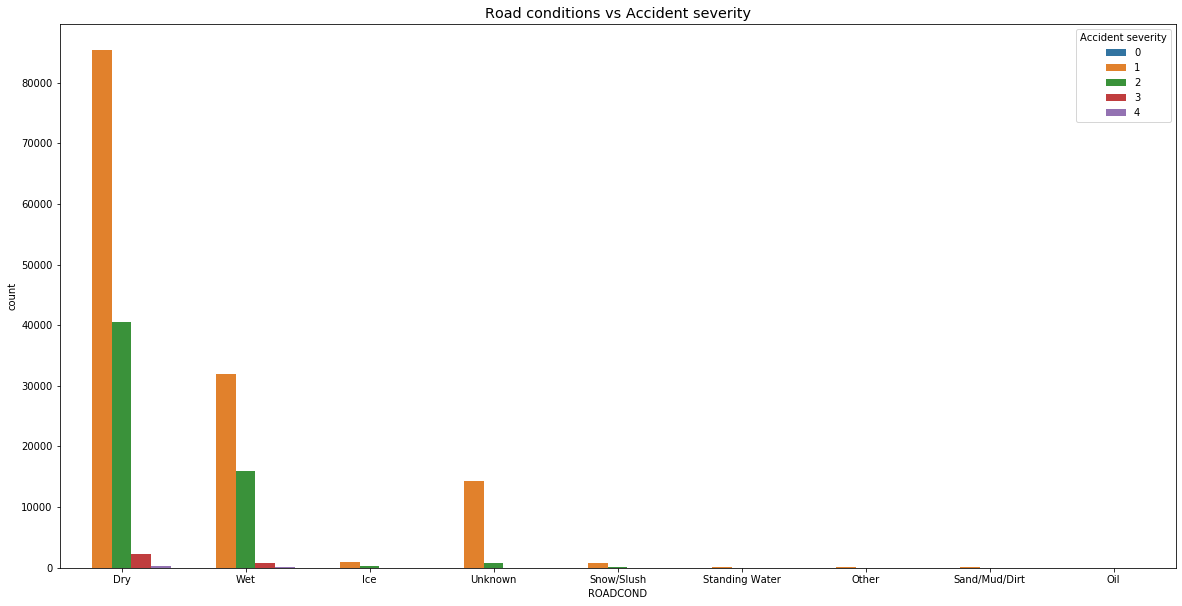 Road conditions vs Accident severity
Accident severity
0
1
2
3
4
80000
70000
60000
50000
40000
30000
20000
10000
0
count
Dry Wet Ice Unknown Snow/Slush Standing Water Other Sand/Mud/Dirt Oil
ROADCOND